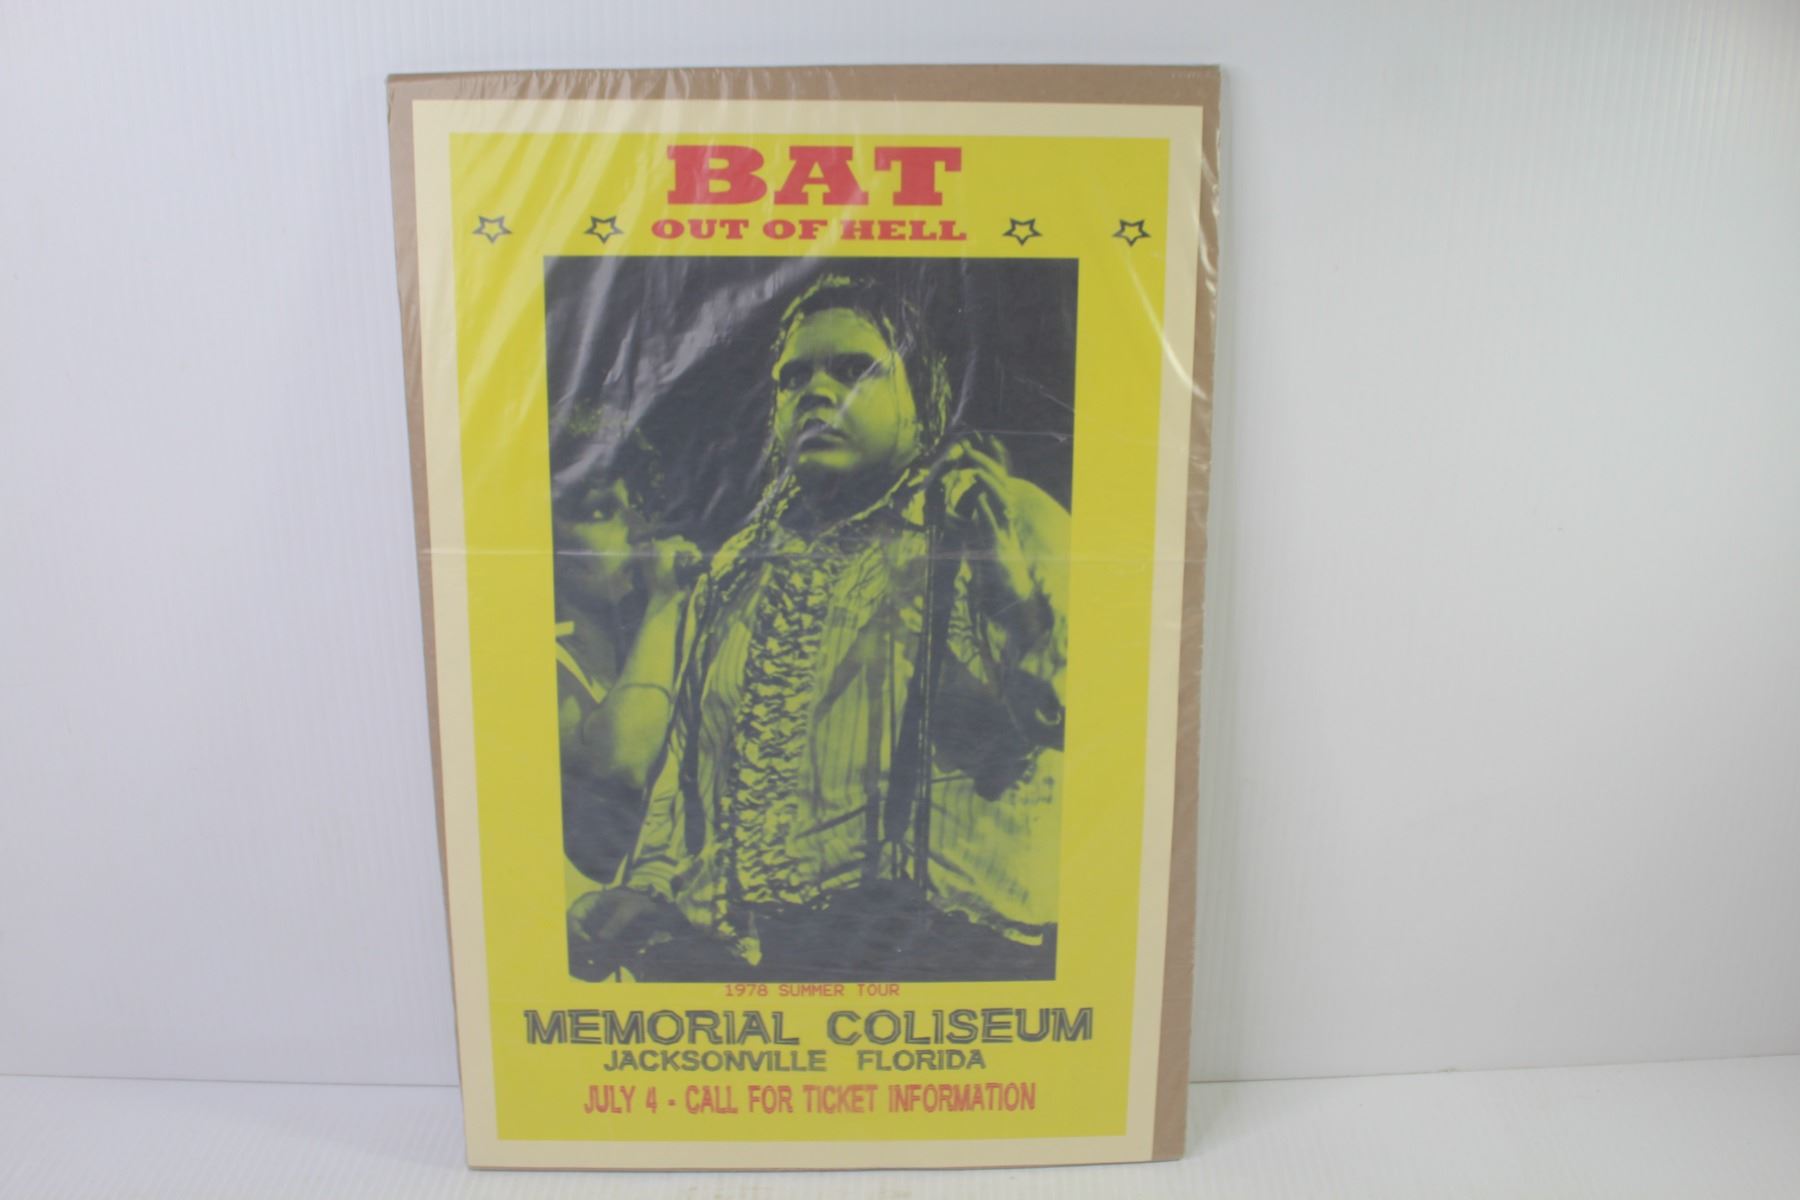 BAT
OUT OF HELL
1978 SUMMER TOUR
MEMORIAL COLISEUM
JACKSONVILLE FLORIDA
JULY 4 - CALL FOR TICKET INFORMATION